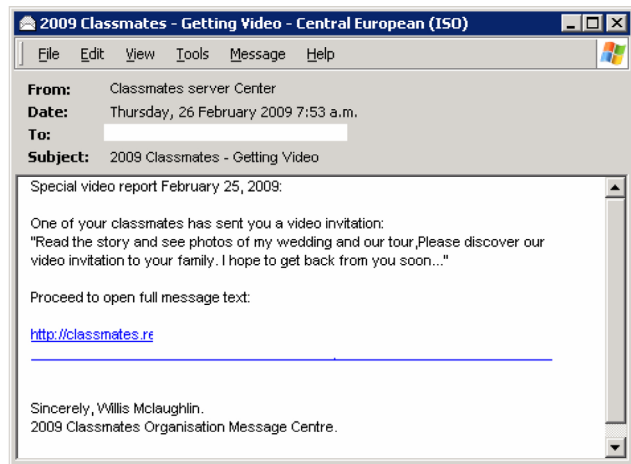 2009 Classmates - Getting Video - Central European (ISO)
File Edit View Tools Message Help
From: Classmates server Center
Date: Thursday, 26 February 2009 7:53 a.m.
To:
Subject: 2009 Classmates - Getting Video
Special video report February 25, 2009:
One of your classmates has sent you a video invitation:
"Read the story and see photos of my wedding and our tour,Please discover our
video invitation to your family. I hope to get back from you soon..."
Proceed to open full message text:
http://classmates.re
Sincerely, Willis Mclaughlin.
2009 Classmates Organisation Message Centre.